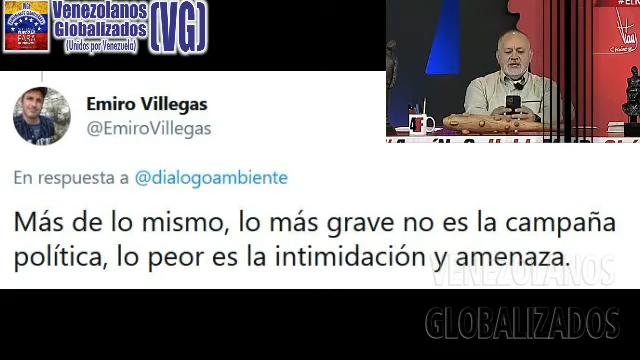 Venezolanos
Globalizados
(Unidos por Venezuela)
(VG)
Emiro Villegas
@EmiroVillegas
En respuesta a @dialogoambiente
Más de lo mismo, lo más grave no es la campaña
política, lo peor es la intimidación y amenaza.
VENEZOLANOS
GLOBALIZADOS